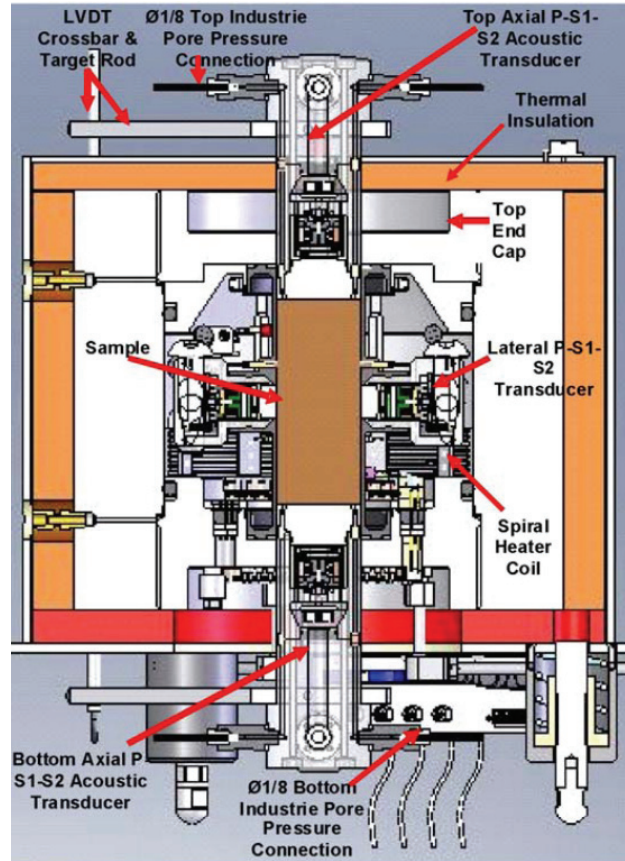 LVDT
Crossbar &
Target Rod
Ø1/8 Top Industrie
Pore Pressure
Connection
Top Axial P-S1-
S2 Acoustic
Transducer
Thermal
Insulation
Top
End
Cap
Sample
Lateral P-S1-
S2
Transducer
Spiral
Heater
Coil
Bottom Axial P
S1-S2 Acoustic
Transducer
Ø1/8 Bottom
Industrie Pore
Pressure
Connection